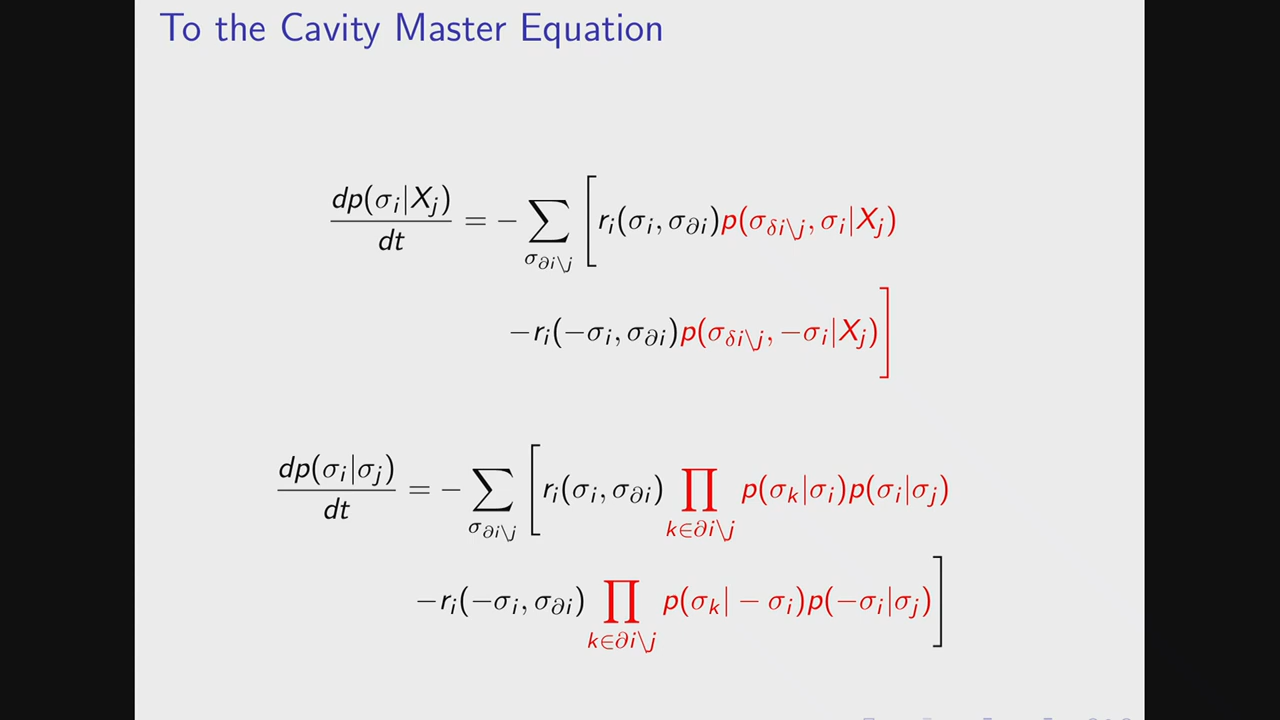 To the Cavity Master Equation
dp(σ_i|X_j)/dt = − ∑_{σ_{∂i\j}} [ r_i(σ_i, σ_{∂i}) p(σ_{δi\j}, σ_i|X_j)
−r_i(−σ_i, σ_{∂i}) p(σ_{δi\j}, −σ_i|X_j) ]
dp(σ_i|σ_j)/dt = − ∑_{σ_{∂i\j}} [ r_i(σ_i, σ_{∂i}) ∏_{k∈∂i\j} p(σ_k|σ_i)p(σ_i|σ_j)
−r_i(−σ_i, σ_{∂i}) ∏_{k∈∂i\j} p(σ_k| − σ_i)p(−σ_i|σ_j) ]